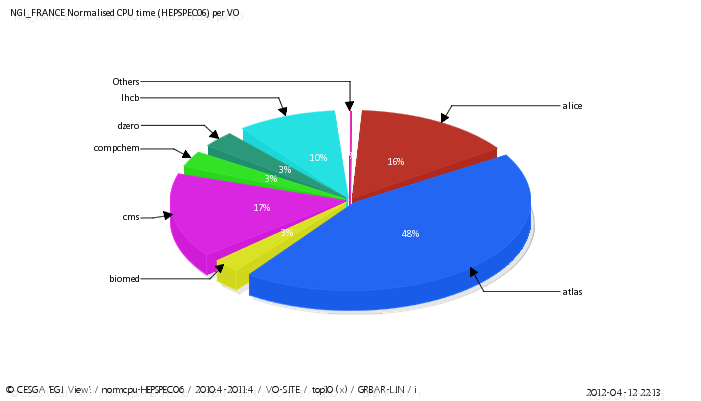 NGI_FRANCE Normalised CPU time (HEPSPEC06) per VO
Others
lhcb
alice
dzero
compchem
10%
16%
3%
3%
17%
cms
3%
48%
biomed
atlas
© CESGA 'EGI View': / normcpu-HEPSPEC06 / 2010:4-2011:4 / VO-SITE / top10 (x) / GRBAR-LIN / i
2012-04-12 22:13